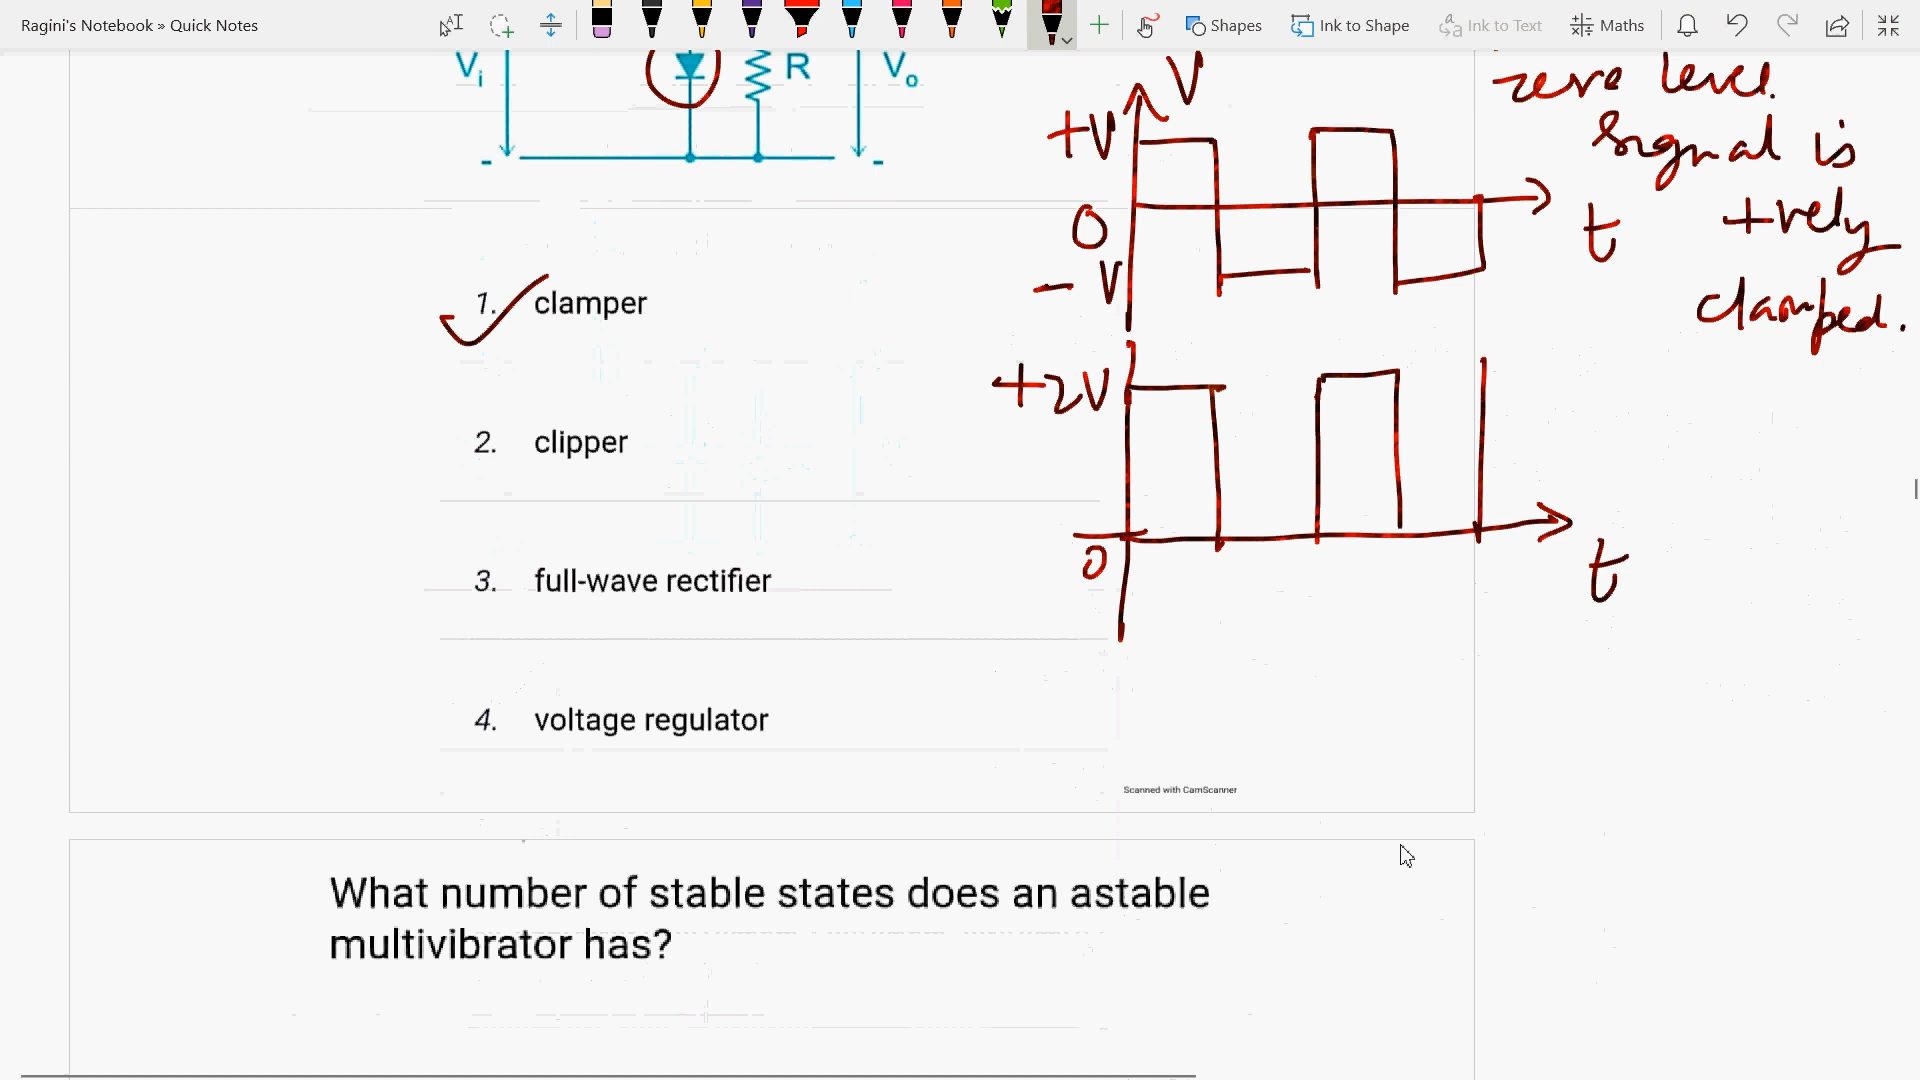 Ragini's Notebook » Quick Notes
Shapes
Ink to Shape
Ink to Text
Maths
Vi
R
Vo
-
-
V
+V
0
- V
t
zero level.
Signal is
+vely
clamped.
1. clamper
2. clipper
3. full-wave rectifier
4. voltage regulator
+2V
0
t
Scanned with CamScanner
What number of stable states does an astable
multivibrator has?